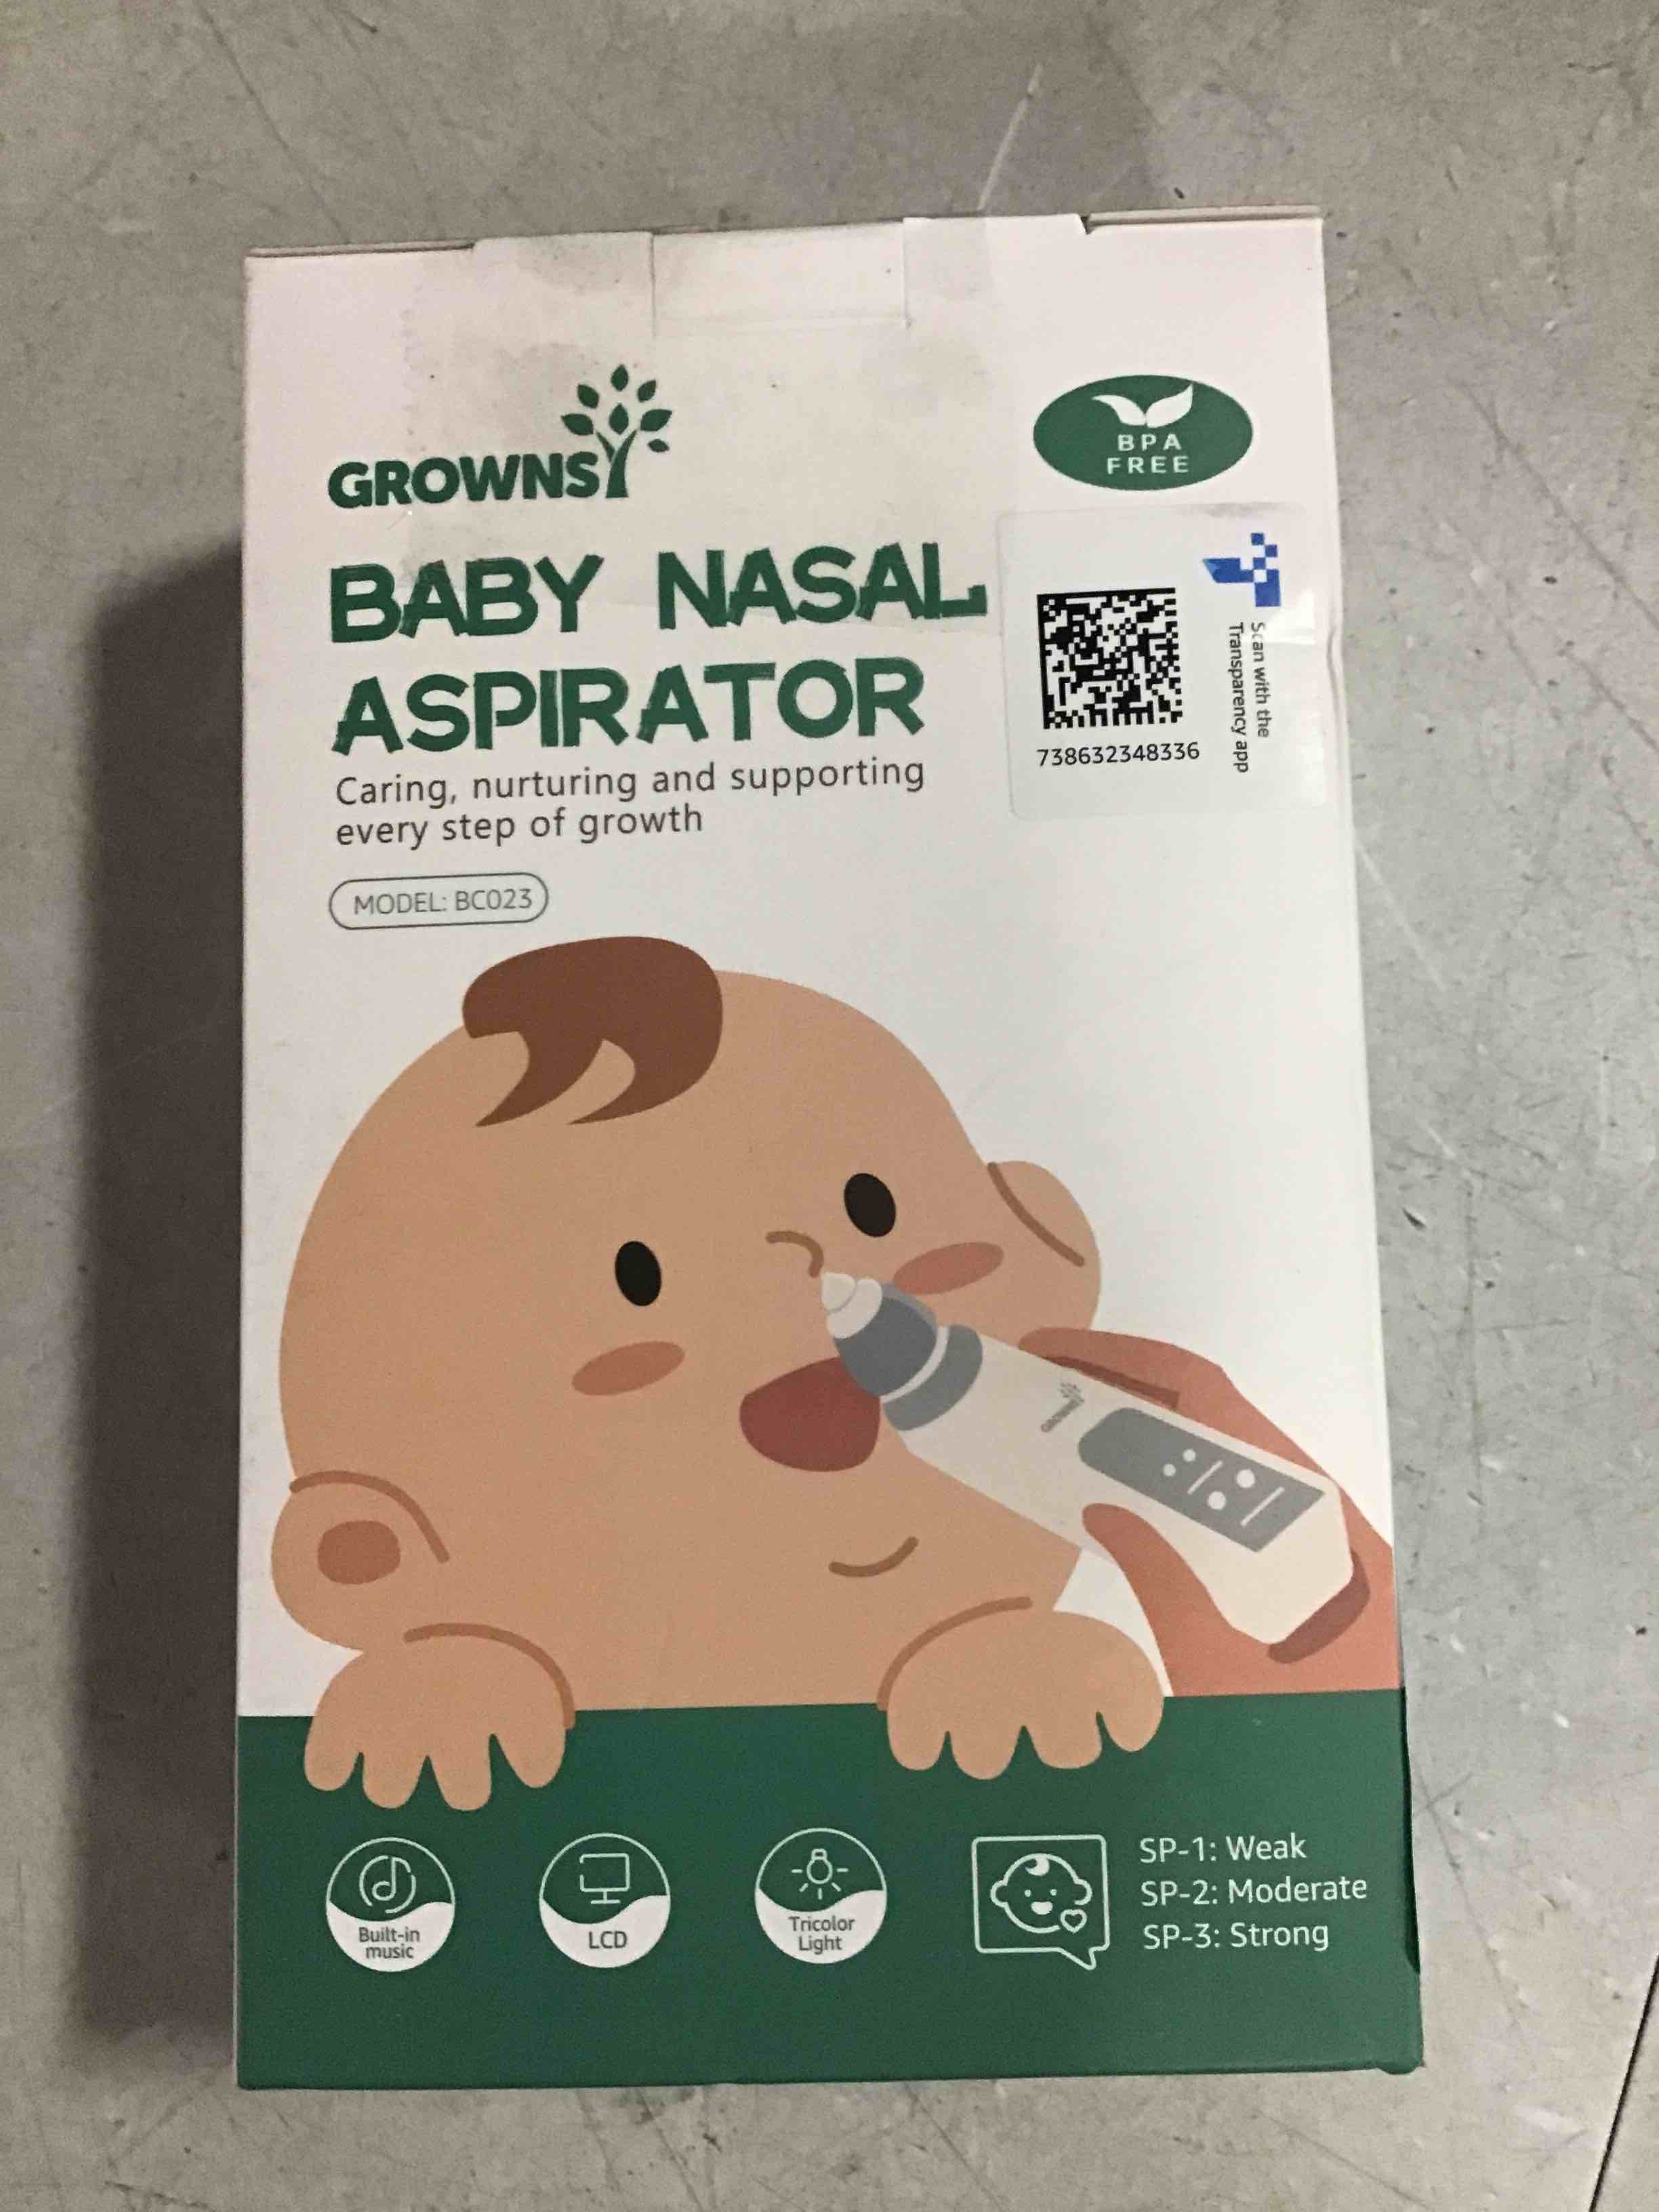 GROWNSY
BPA
FREE
BABY NASAL
ASPIRATOR
Caring, nurturing and supporting
every step of growth
738632348336
Scan with the
Transparency app
MODEL: BC023
Built-in
music
LCD
Tricolor
Light
SP-1: Weak
SP-2: Moderate
SP-3: Strong